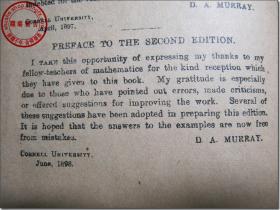 indebted for the
D. A. MURRAY.
CORNELL UNIVERSITY,
April, 1897.
PREFACE TO THE SECOND EDITION.
I TAKE this opportunity of expressing my thanks to my
fellow-teachers of mathematics for the kind reception which
they have given to this book. My gratitude is especially
due to those who have pointed out errors, made criticisms,
or offered suggestions for improving the work. Several of
these suggestions have been adopted in preparing this edition.
It is hoped that the answers to the examples are now free
from mistakes.
D. A. MURRAY.
CORNELL UNIVERSITY,
June, 1898.